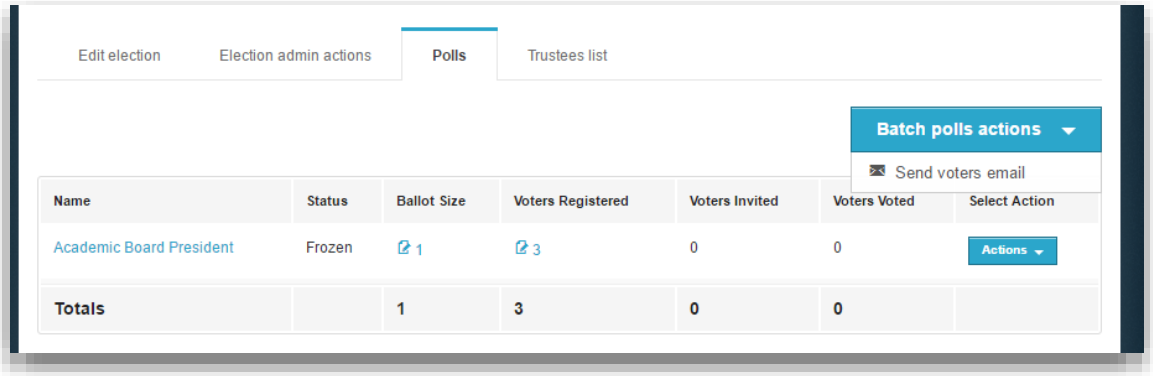 Edit election Election admin actions Polls Trustees list
Batch polls actions
Send voters email
Name Status Ballot Size Voters Registered Voters Invited Voters Voted Select Action
Academic Board President Frozen 1 3 0 0 Actions
Totals 1 3 0 0